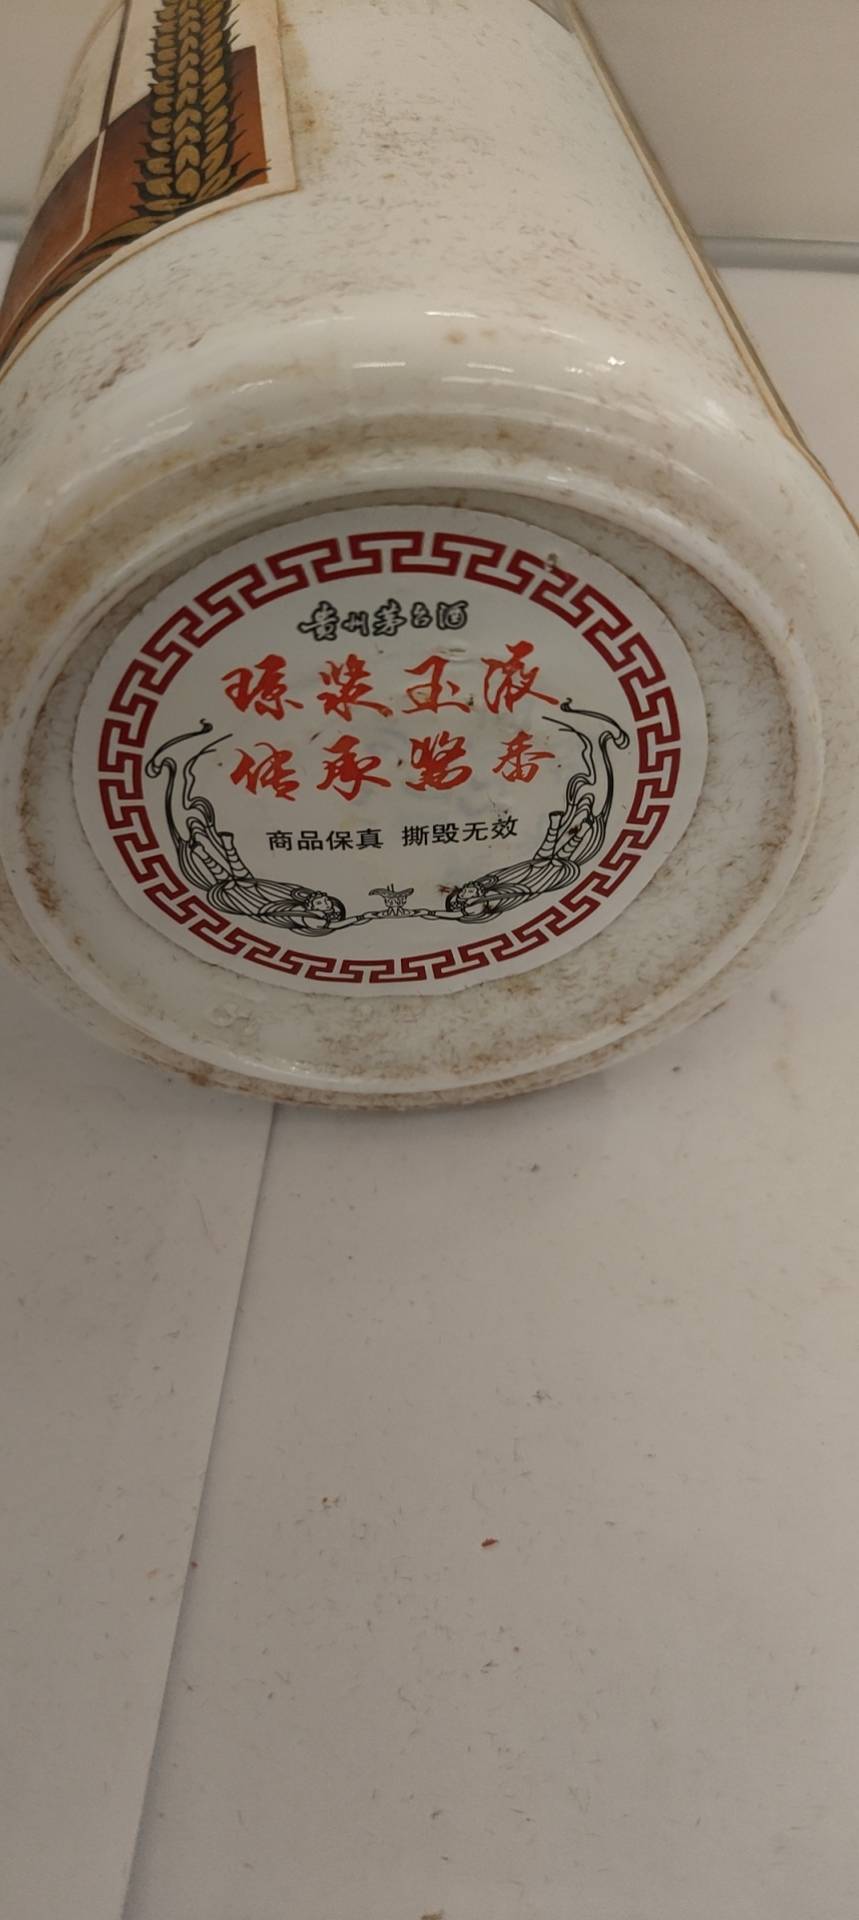 贵州茅台酒
琼浆玉液
传承酱香
商品保真 撕毁无效